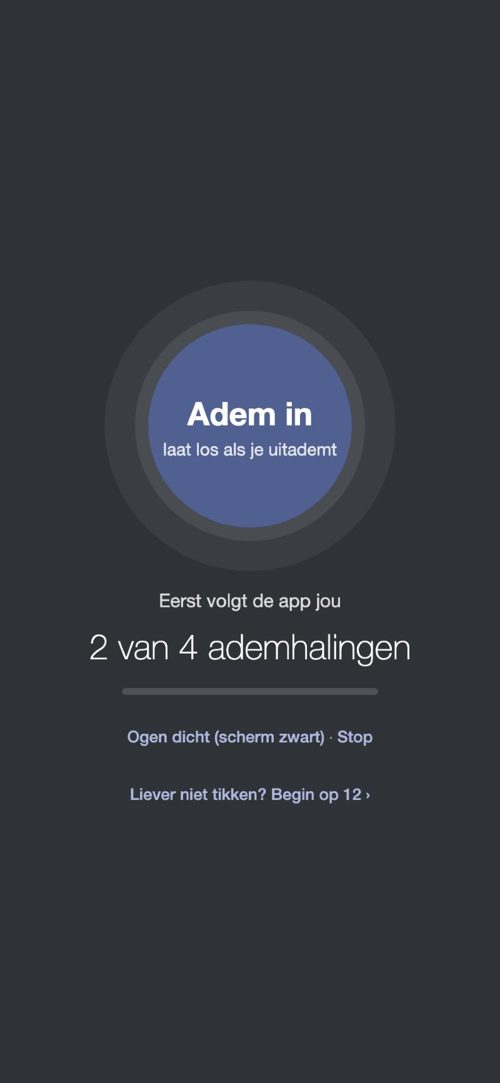 Adem in
laat los als je uitademt
Eerst volgt de app jou
2 van 4 ademhalingen
Ogen dicht (scherm zwart) · Stop
Liever niet tikken? Begin op 12 ›